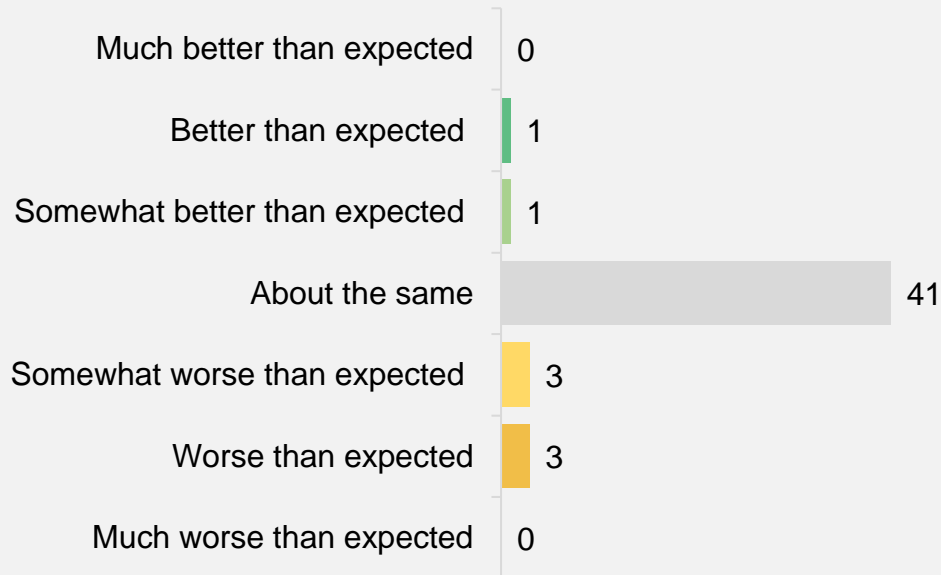 Much better than expected 0
Better than expected 1
Somewhat better than expected 1
About the same 41
Somewhat worse than expected 3
Worse than expected 3
Much worse than expected 0